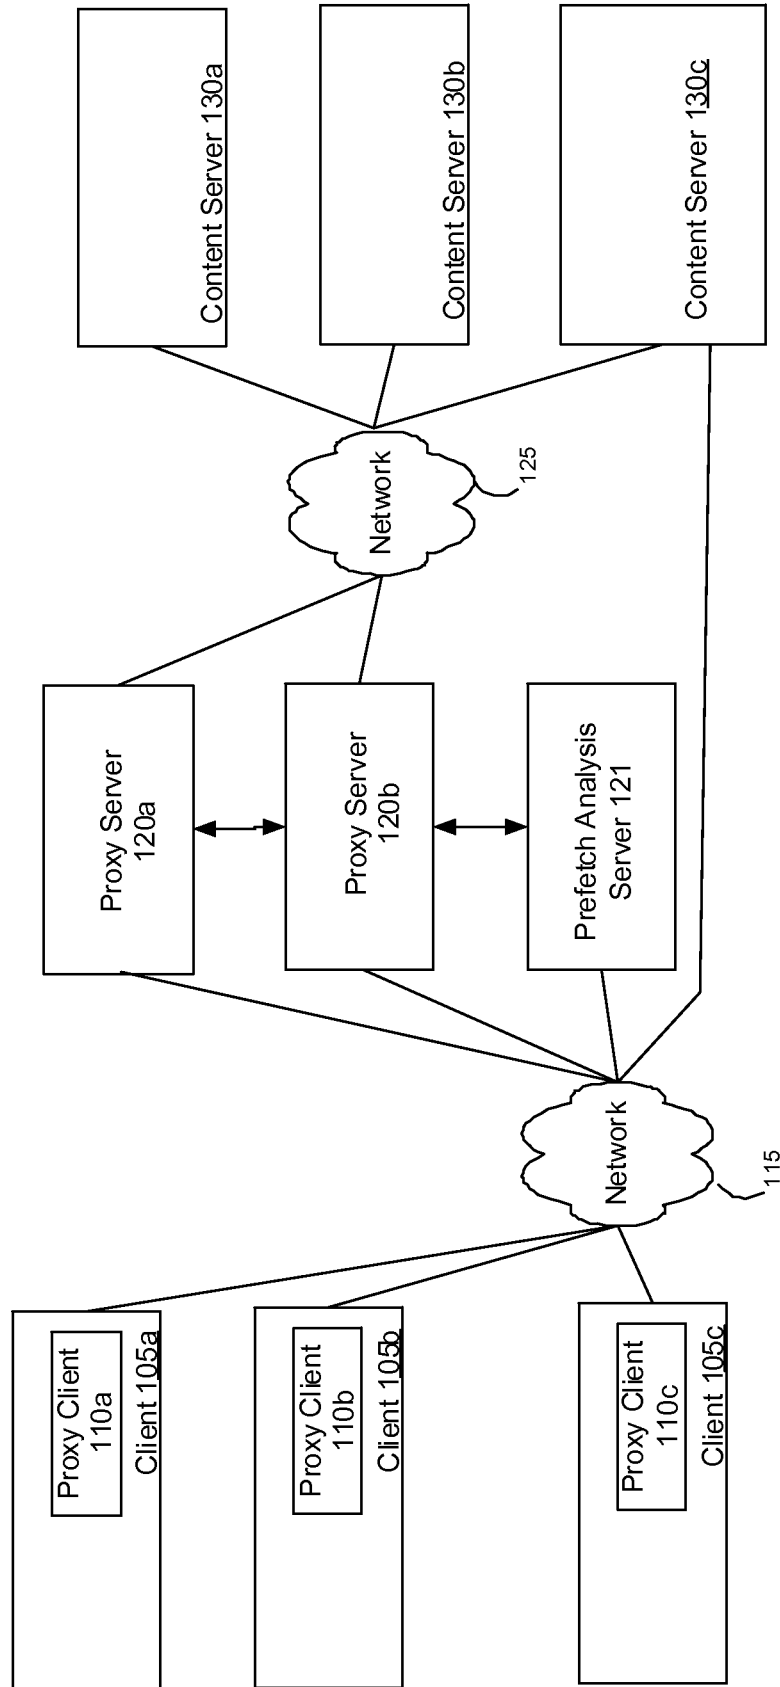 Proxy Client
110a
Client 105a
Proxy Client
110b
Client 105b
Proxy Client
110c
Client 105c
Network
115
Proxy Server
120a
Proxy Server
120b
Prefetch Analysis
Server 121
Network
125
Content Server 130a
Content Server 130b
Content Server 130c